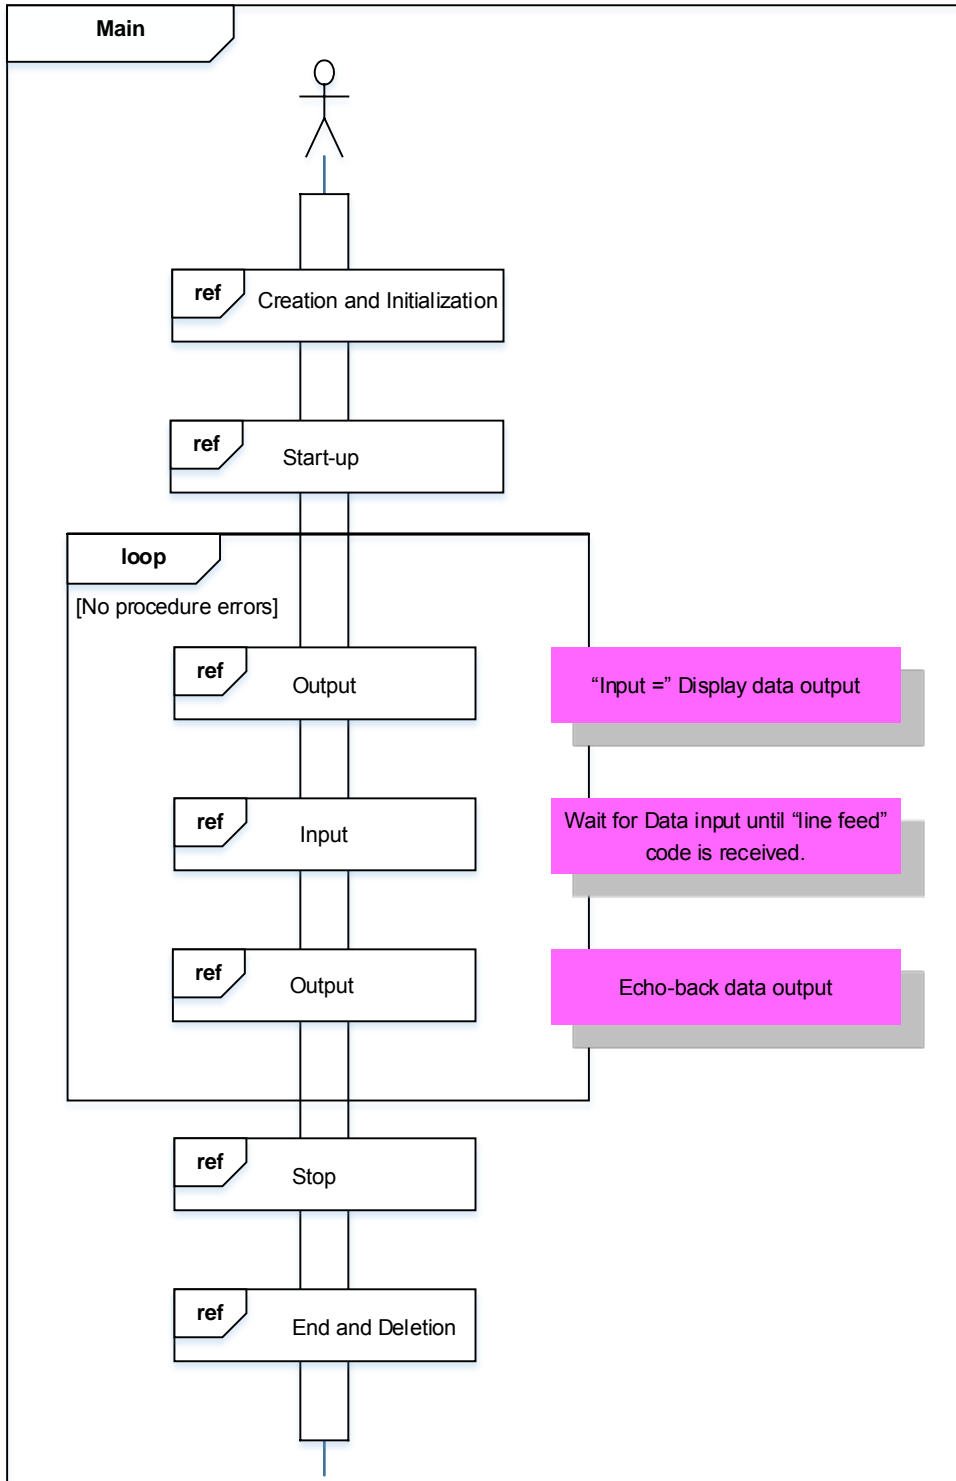 Main
ref
Creation and Initialization
ref
Start-up
loop
[No procedure errors]
ref
Output
“Input =” Display data output
ref
Input
Wait for Data input until “line feed”
code is received.
ref
Output
Echo-back data output
ref
Stop
ref
End and Deletion